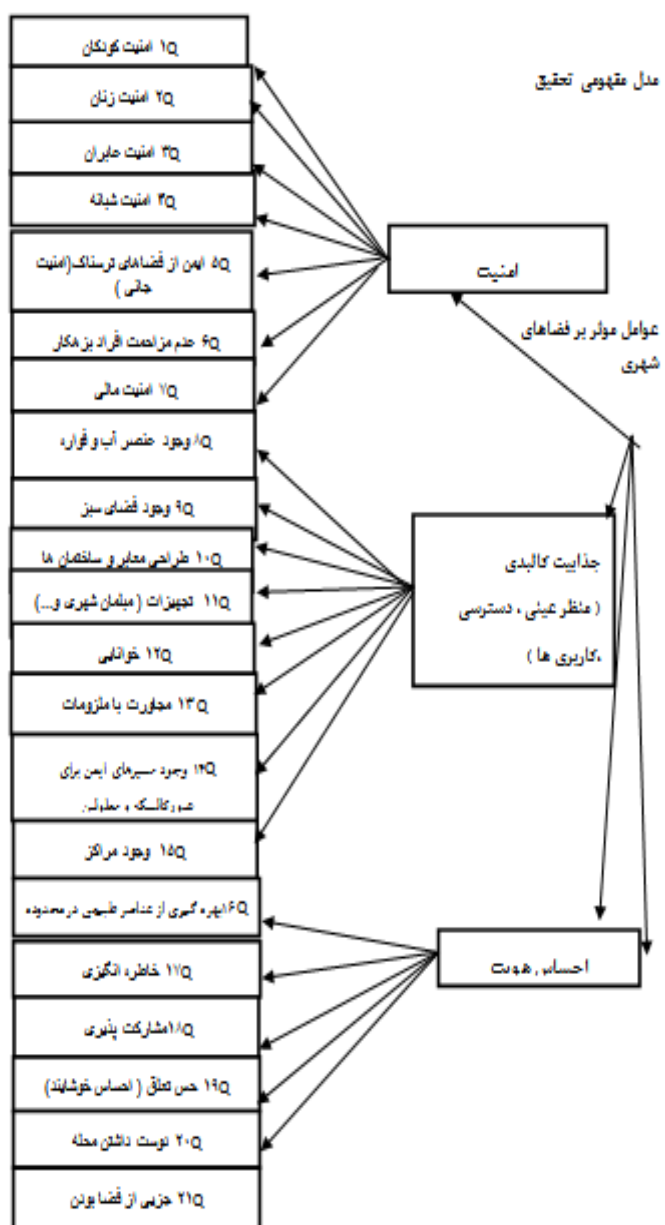 مدل مفهومی تحقیق
عوامل موثر بر فضاهای
شهری
امنیت
Q۱ امنیت کودکان
Q۲ امنیت زنان
Q۳ امنیت عابران
Q۴ امنیت شبانه
Q۵ ایمن از فضاهای ترسناک(امنیت
جانی )
Q۶ عدم مزاحمت افراد بزهکار
Q۷ امنیت مالی
جذابیت کالبدی
( منظر عینی ، دسترسی
،کاربری ها )
Q۸ وجود عنصر آب و فواره
Q۹ وجود فضای سبز
Q۱۰ طراحی معابر و ساختمان ها
Q۱۱ تجهیزات ( مبلمان شهری و...)
Q۱۲ خوانایی
Q۱۳ مجاورت با ملزومات
Q۱۴ وجود مسیرهای ایمن برای
عبور کالسکه و معلولین
Q۱۵ وجود مراکز
احساس هویت
Q۱۶بهره گیری از عناصر طبیعی در محدوده
Q۱۷ خاطره انگیزی
Q۱۸مشارکت پذیری
Q۱۹ حس تعلق ( احساس خوشایند)
Q۲۰ دوست داشتن محله
Q۲۱ جزیی از فضا بودن